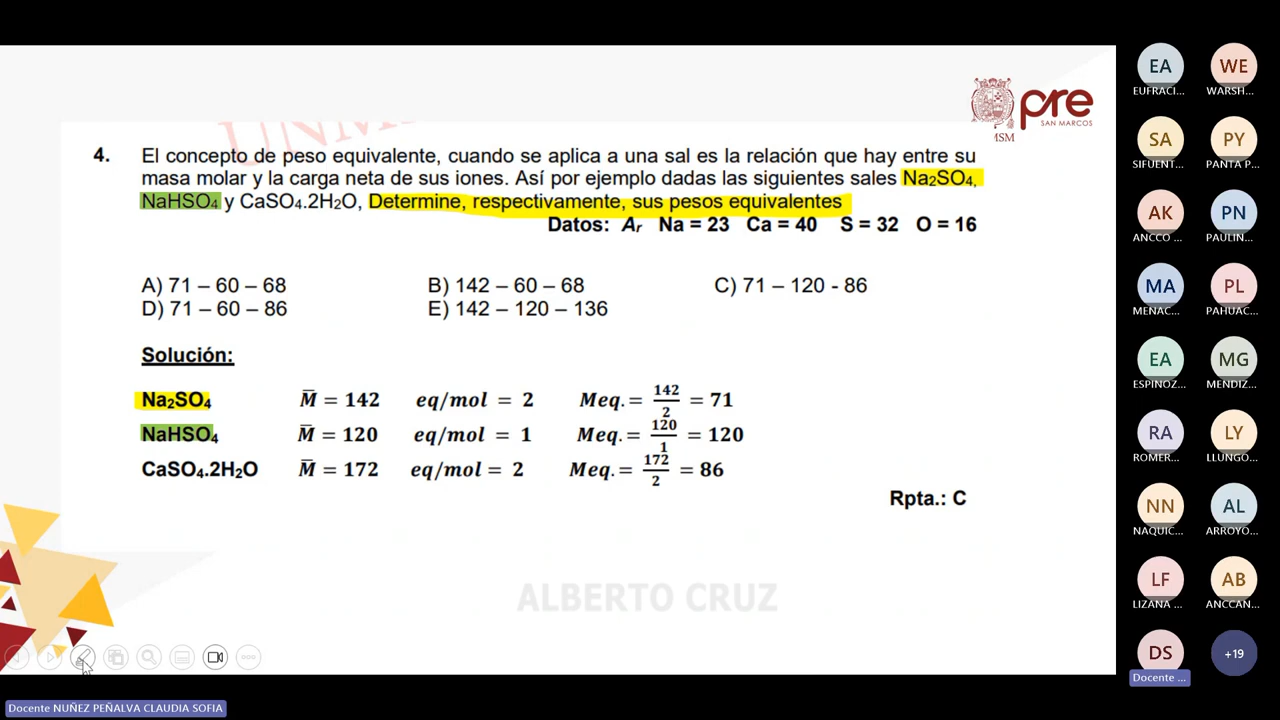 pre
SAN MARCOS
MSM
UNM
4. El concepto de peso equivalente, cuando se aplica a una sal es la relación que hay entre su
masa molar y la carga neta de sus iones. Así por ejemplo dadas las siguientes sales Na₂SO₄,
NaHSO₄ y CaSO₄.2H₂O, Determine, respectivamente, sus pesos equivalentes
Datos: Aᵣ Na = 23 Ca = 40 S = 32 O = 16
A) 71 – 60 – 68 B) 142 – 60 – 68 C) 71 – 120 - 86
D) 71 – 60 – 86 E) 142 – 120 – 136
Solución:
Na₂SO₄ M̅ = 142 eq/mol = 2 Meq.= 142/2 = 71
NaHSO₄ M̅ = 120 eq/mol = 1 Meq.= 120/1 = 120
CaSO₄.2H₂O M̅ = 172 eq/mol = 2 Meq.= 172/2 = 86
Rpta.: C
ALBERTO CRUZ
Docente NUÑEZ PEÑALVA CLAUDIA SOFIA
EA WE
EUFRACI... WARSH...
SA PY
SIFUENT... PANTA P...
AK PN
ANCCO ... PAULIN...
MA PL
MENAC... PAHUAC...
EA MG
ESPINOZ... MENDIZ...
RA LY
ROMER... LLUNGO...
NN AL
NAQUIC... ARROYO...
LF AB
LIZANA ... ANCCAN...
DS +19
Docente ...